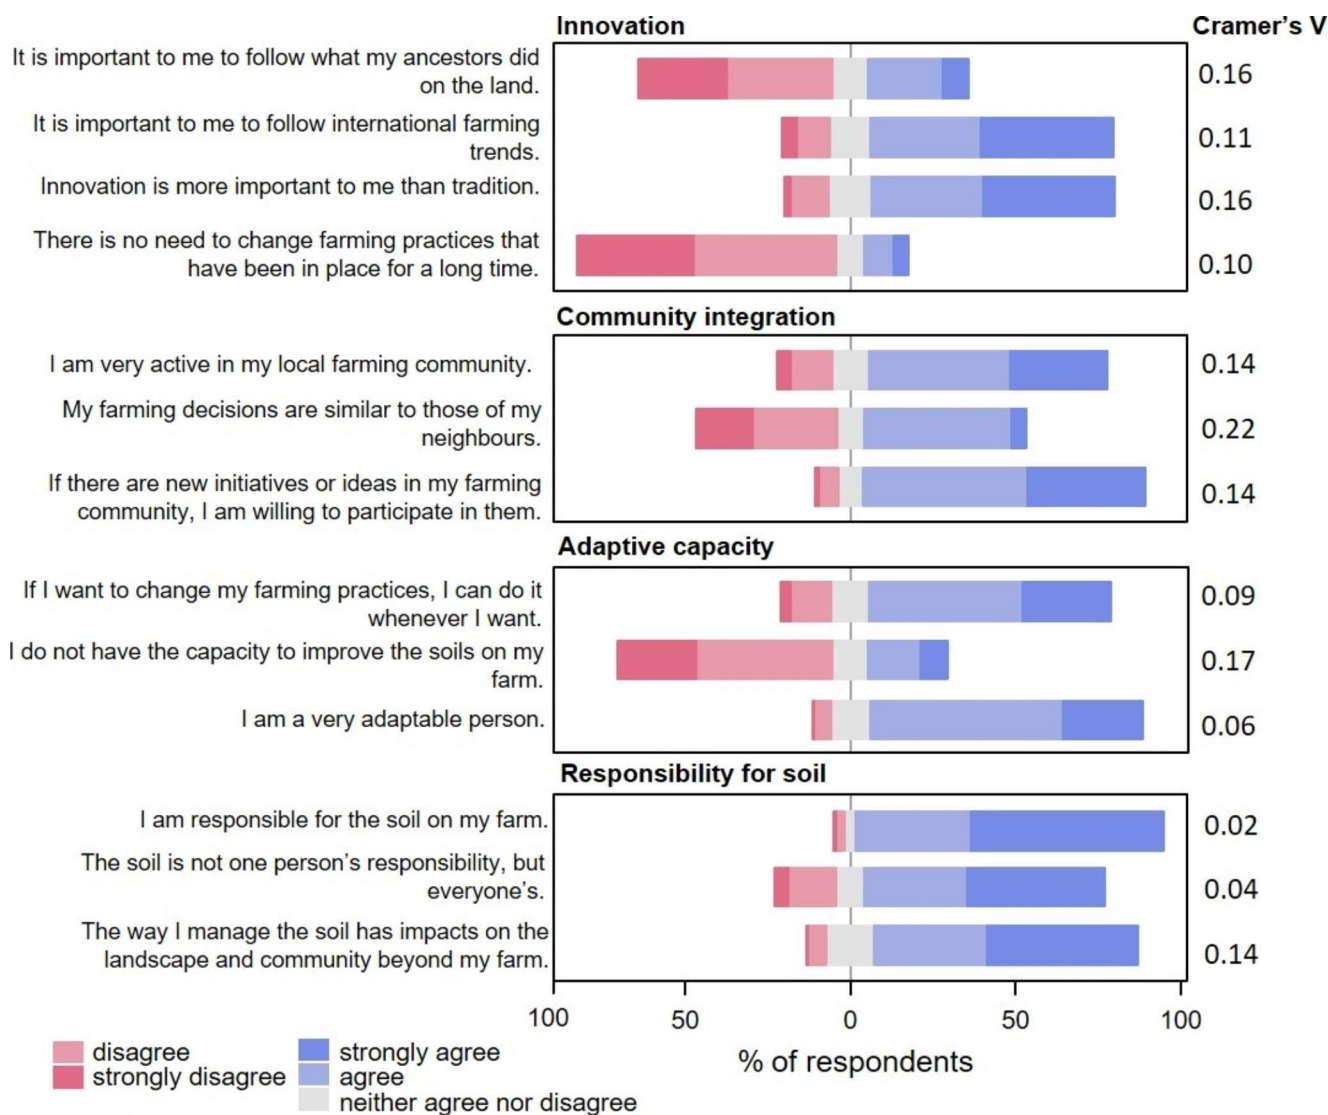 Innovation
Cramer's V
It is important to me to follow what my ancestors did
on the land.
0.16
It is important to me to follow international farming
trends.
0.11
Innovation is more important to me than tradition.
0.16
There is no need to change farming practices that
have been in place for a long time.
0.10
Community integration
I am very active in my local farming community.
0.14
My farming decisions are similar to those of my
neighbours.
0.22
If there are new initiatives or ideas in my farming
community, I am willing to participate in them.
0.14
Adaptive capacity
If I want to change my farming practices, I can do it
whenever I want.
0.09
I do not have the capacity to improve the soils on my
farm.
0.17
I am a very adaptable person.
0.06
Responsibility for soil
I am responsible for the soil on my farm.
0.02
The soil is not one person’s responsibility, but
everyone’s.
0.04
The way I manage the soil has impacts on the
landscape and community beyond my farm.
0.14
100 50 0 50 100
% of respondents
disagree
strongly disagree
strongly agree
agree
neither agree nor disagree